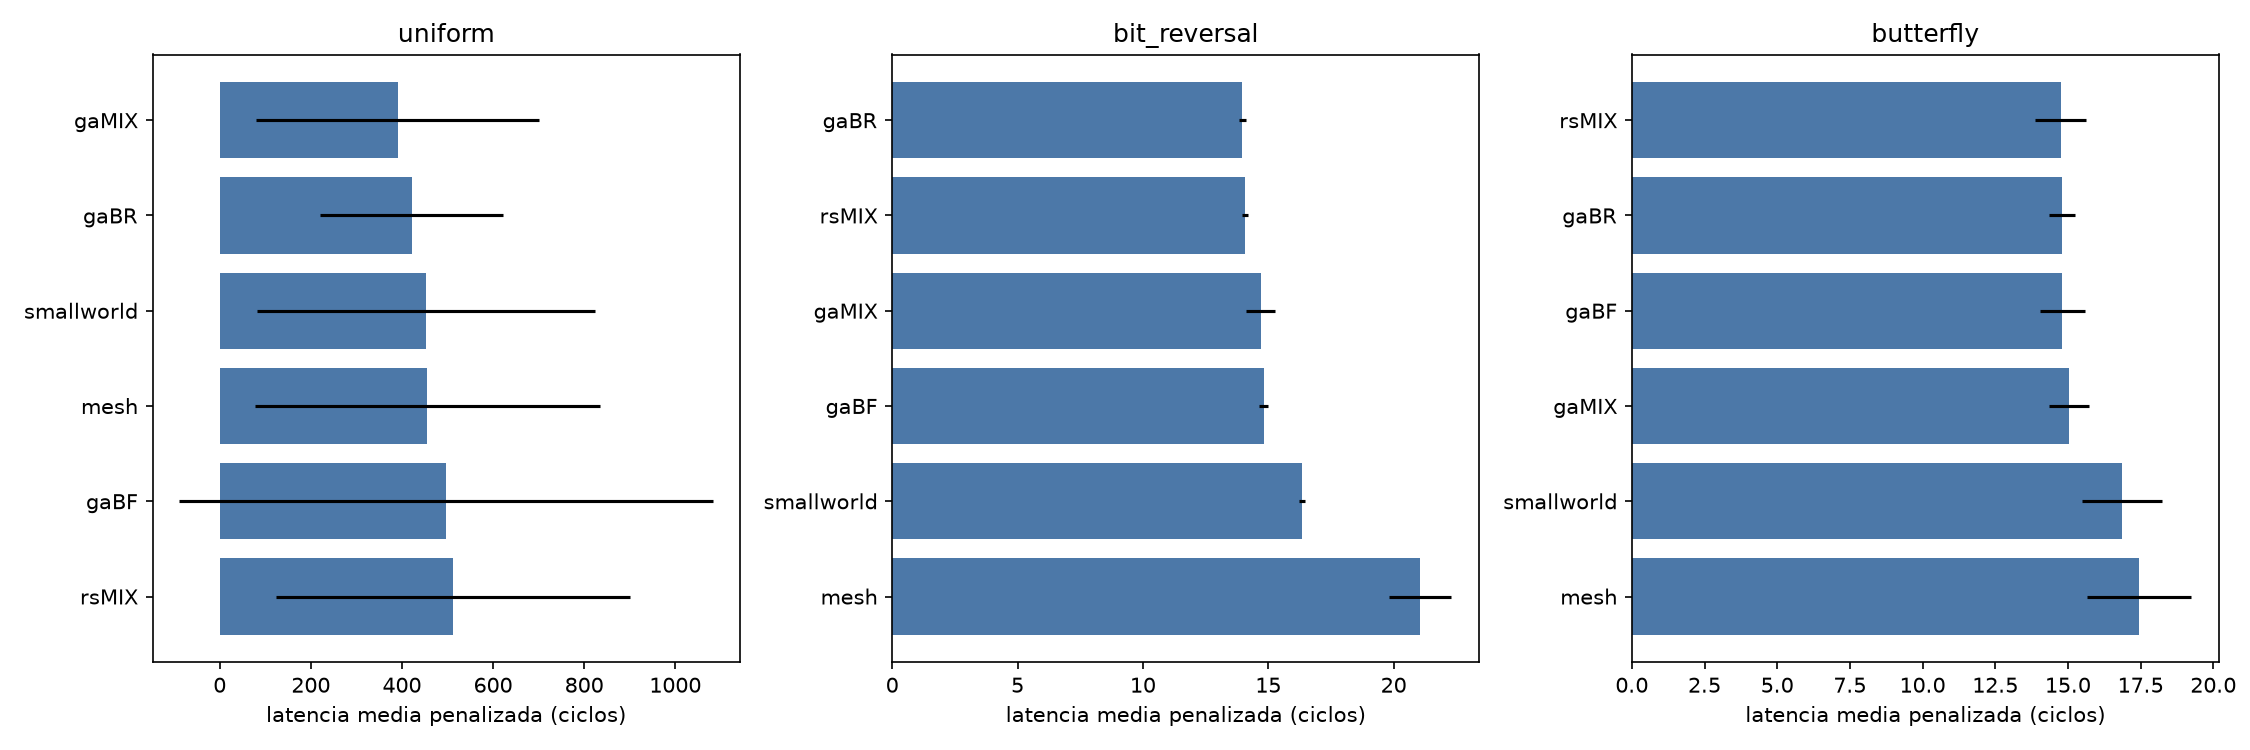 uniform
gaMIX
gaBR
smallworld
mesh
gaBF
rsMIX
0 200 400 600 800 1000
latencia media penalizada (ciclos)
bit_reversal
gaBR
rsMIX
gaMIX
gaBF
smallworld
mesh
0 5 10 15 20
latencia media penalizada (ciclos)
butterfly
rsMIX
gaBR
gaBF
gaMIX
smallworld
mesh
0.0 2.5 5.0 7.5 10.0 12.5 15.0 17.5 20.0
latencia media penalizada (ciclos)